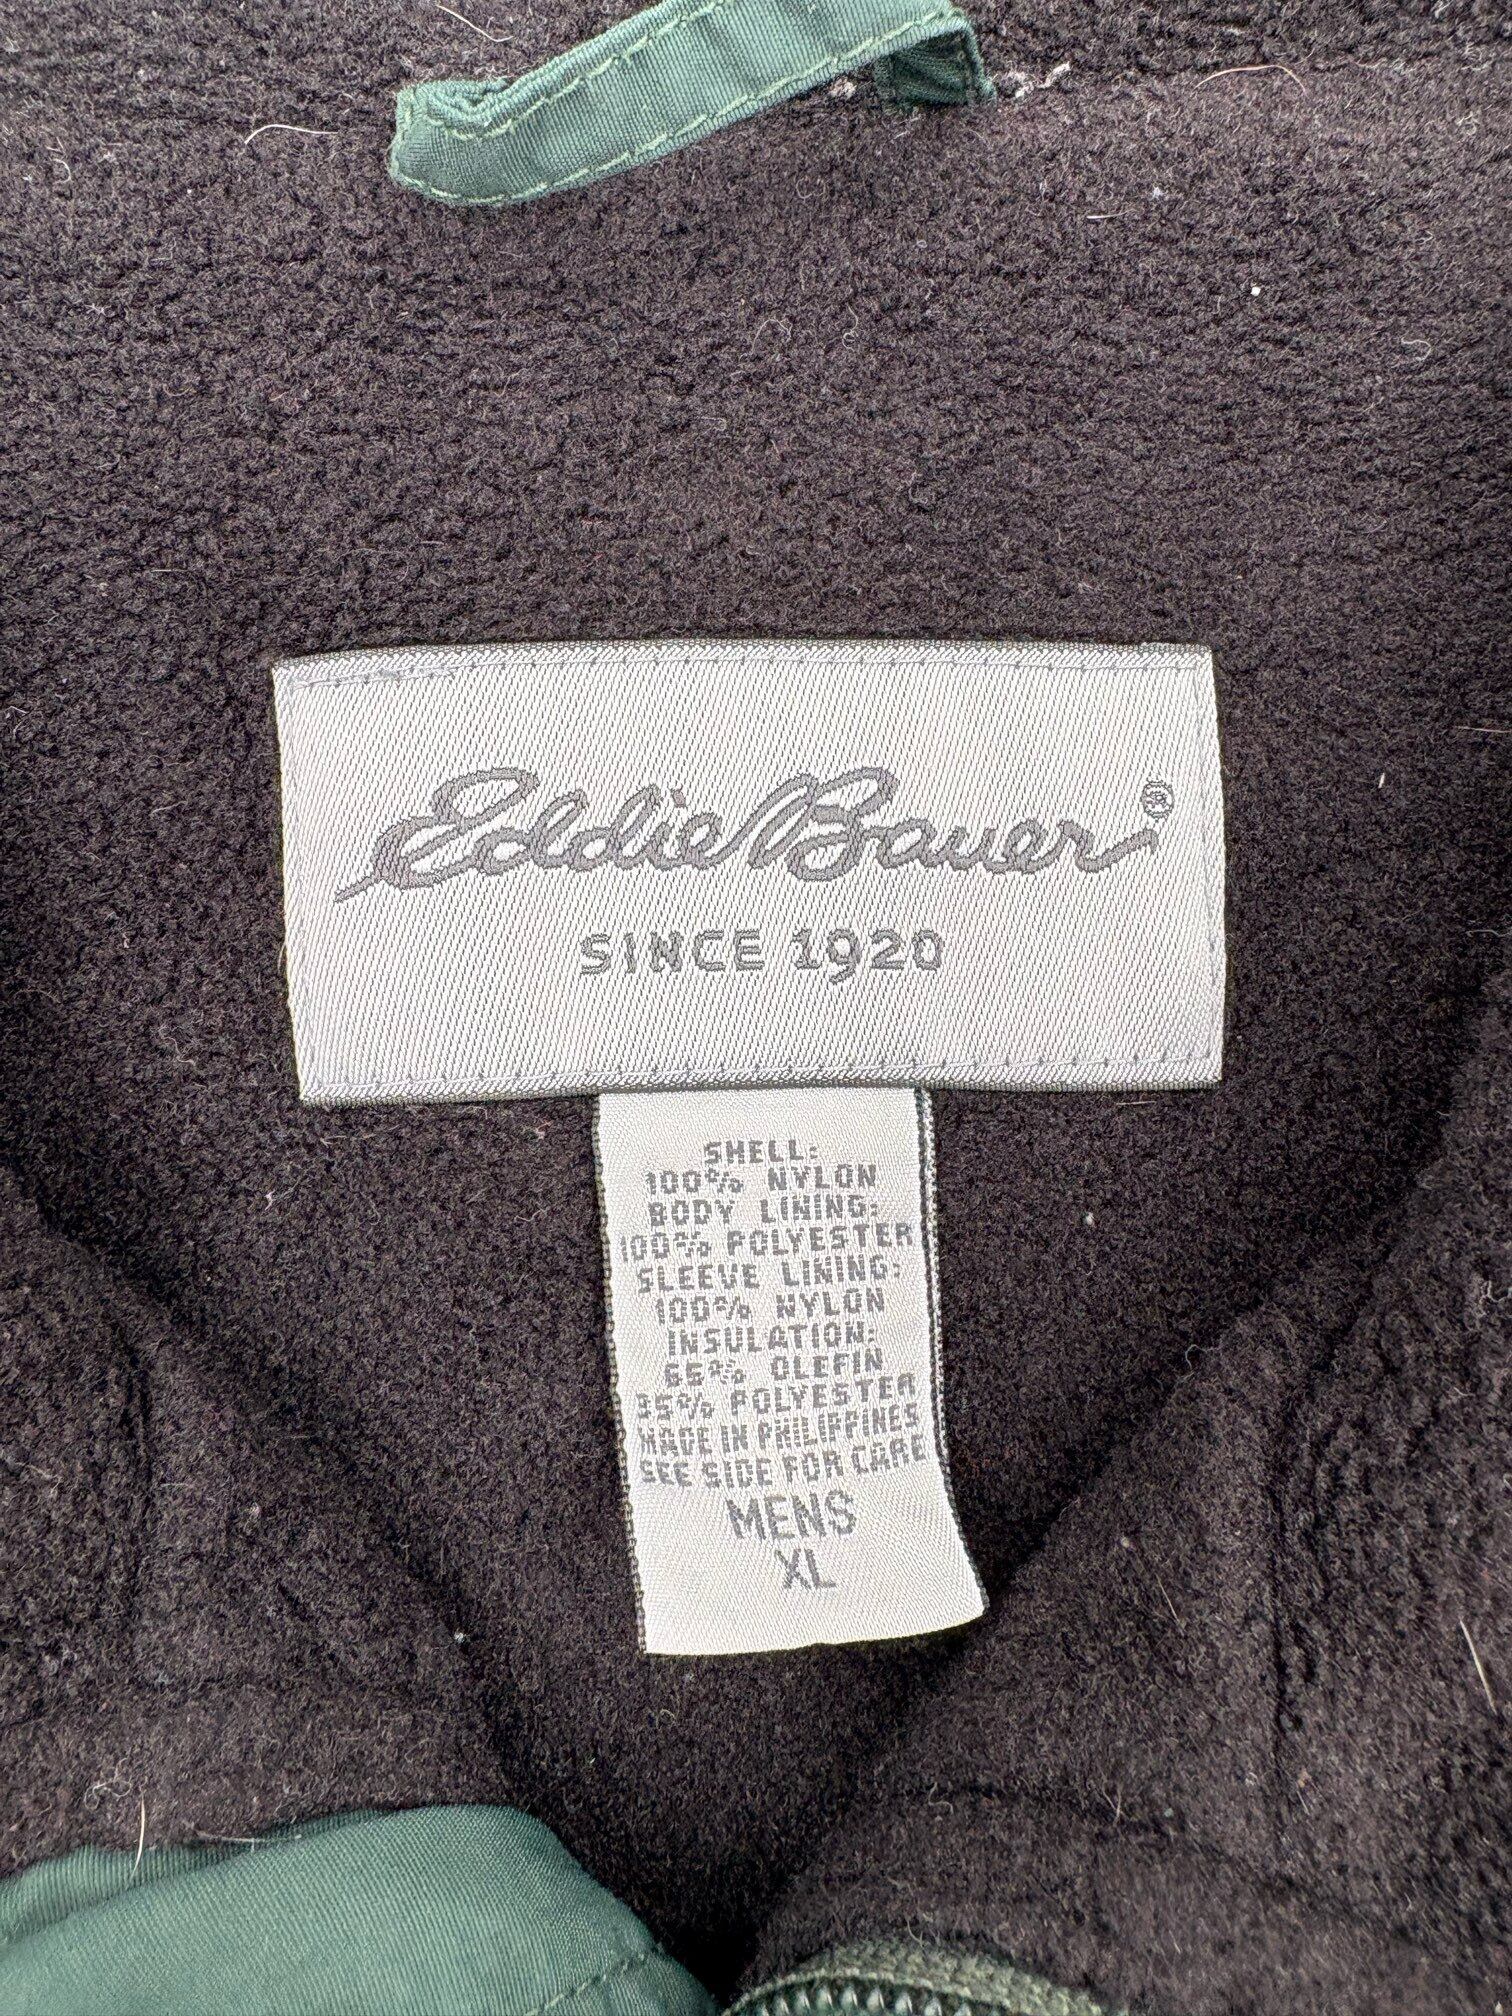 Eddie Bauer®
SINCE 1920
SHELL:
100% NYLON
BODY LINING:
100% POLYESTER
SLEEVE LINING:
100% NYLON
INSULATION:
65% OLEFIN
35% POLYESTER
MADE IN PHILIPPINES
SEE SIDE FOR CARE
MENS
XL